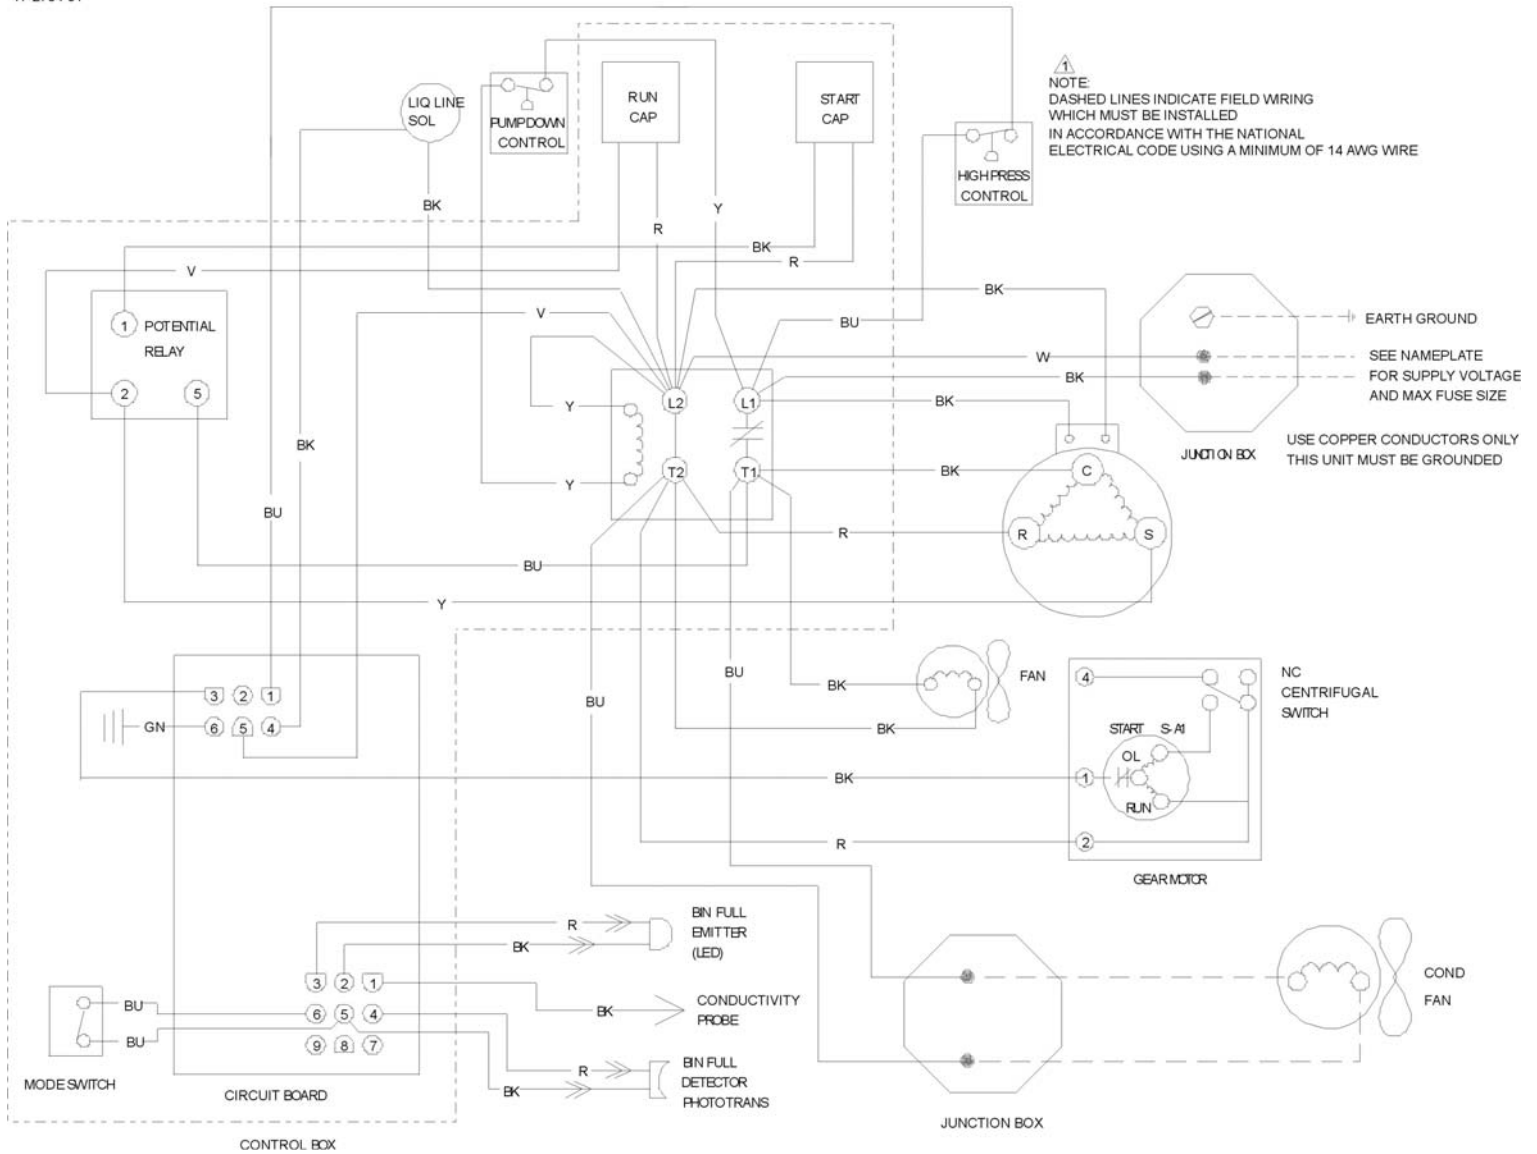 LIQ LINE
SOL
PUMPDOWN
CONTROL
RUN
CAP
START
CAP
1
NOTE:
DASHED LINES INDICATE FIELD WIRING
WHICH MUST BE INSTALLED
IN ACCORDANCE WITH THE NATIONAL
ELECTRICAL CODE USING A MINIMUM OF 14 AWG WIRE
HIGH PRESS
CONTROL
BK
R
Y
BK
R
V
BK
V
BU
1
POTENTIAL
RELAY
2
5
EARTH GROUND
W
SEE NAMEPLATE
BK
FOR SUPPLY VOLTAGE
AND MAX FUSE SIZE
Y
L2
L1
BK
JUNCTION BOX
USE COPPER CONDUCTORS ONLY
THIS UNIT MUST BE GROUNDED
BK
Y
T2
T1
BK
C
BU
R
R
S
BU
Y
3
2
1
GN
6
5
4
BU
BU
BK
FAN
BK
4
NC
CENTRIFUGAL
SWITCH
START
S-A1
OL
BK
1
RUN
R
2
GEAR MOTOR
R
BIN FULL
EMITTER
(LED)
BK
3
2
1
BK
CONDUCTIVITY
PROBE
BU
6
5
4
BU
9
8
7
R
BK
BIN FULL
DETECTOR
PHOTOTRANS
COND
FAN
MODE SWITCH
CIRCUIT BOARD
JUNCTION BOX
CONTROL BOX